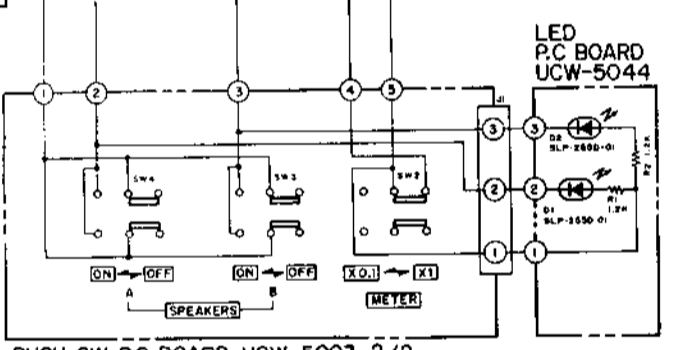 LED
P.C BOARD
UCW-5044
1 2 3 4 5
J1
3 3
D2
SLP-265D-01
R2 1.2K
SW4 SW3 SW2
2 2
R1
1.2K
D1
SLP-265D-01
1 1
ON OFF ON OFF X0.1 X1
A B METER
SPEAKERS